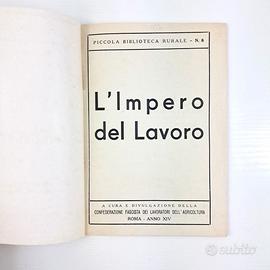 PICCOLA BIBLIOTECA RURALE - N. 8
L'Impero
del Lavoro
A CURA E DIVULGAZIONE DELLA
CONFEDERAZIONE FASCISTA DEI LAVORATORI DELL'AGRICOLTURA
ROMA - ANNO XIV
subito